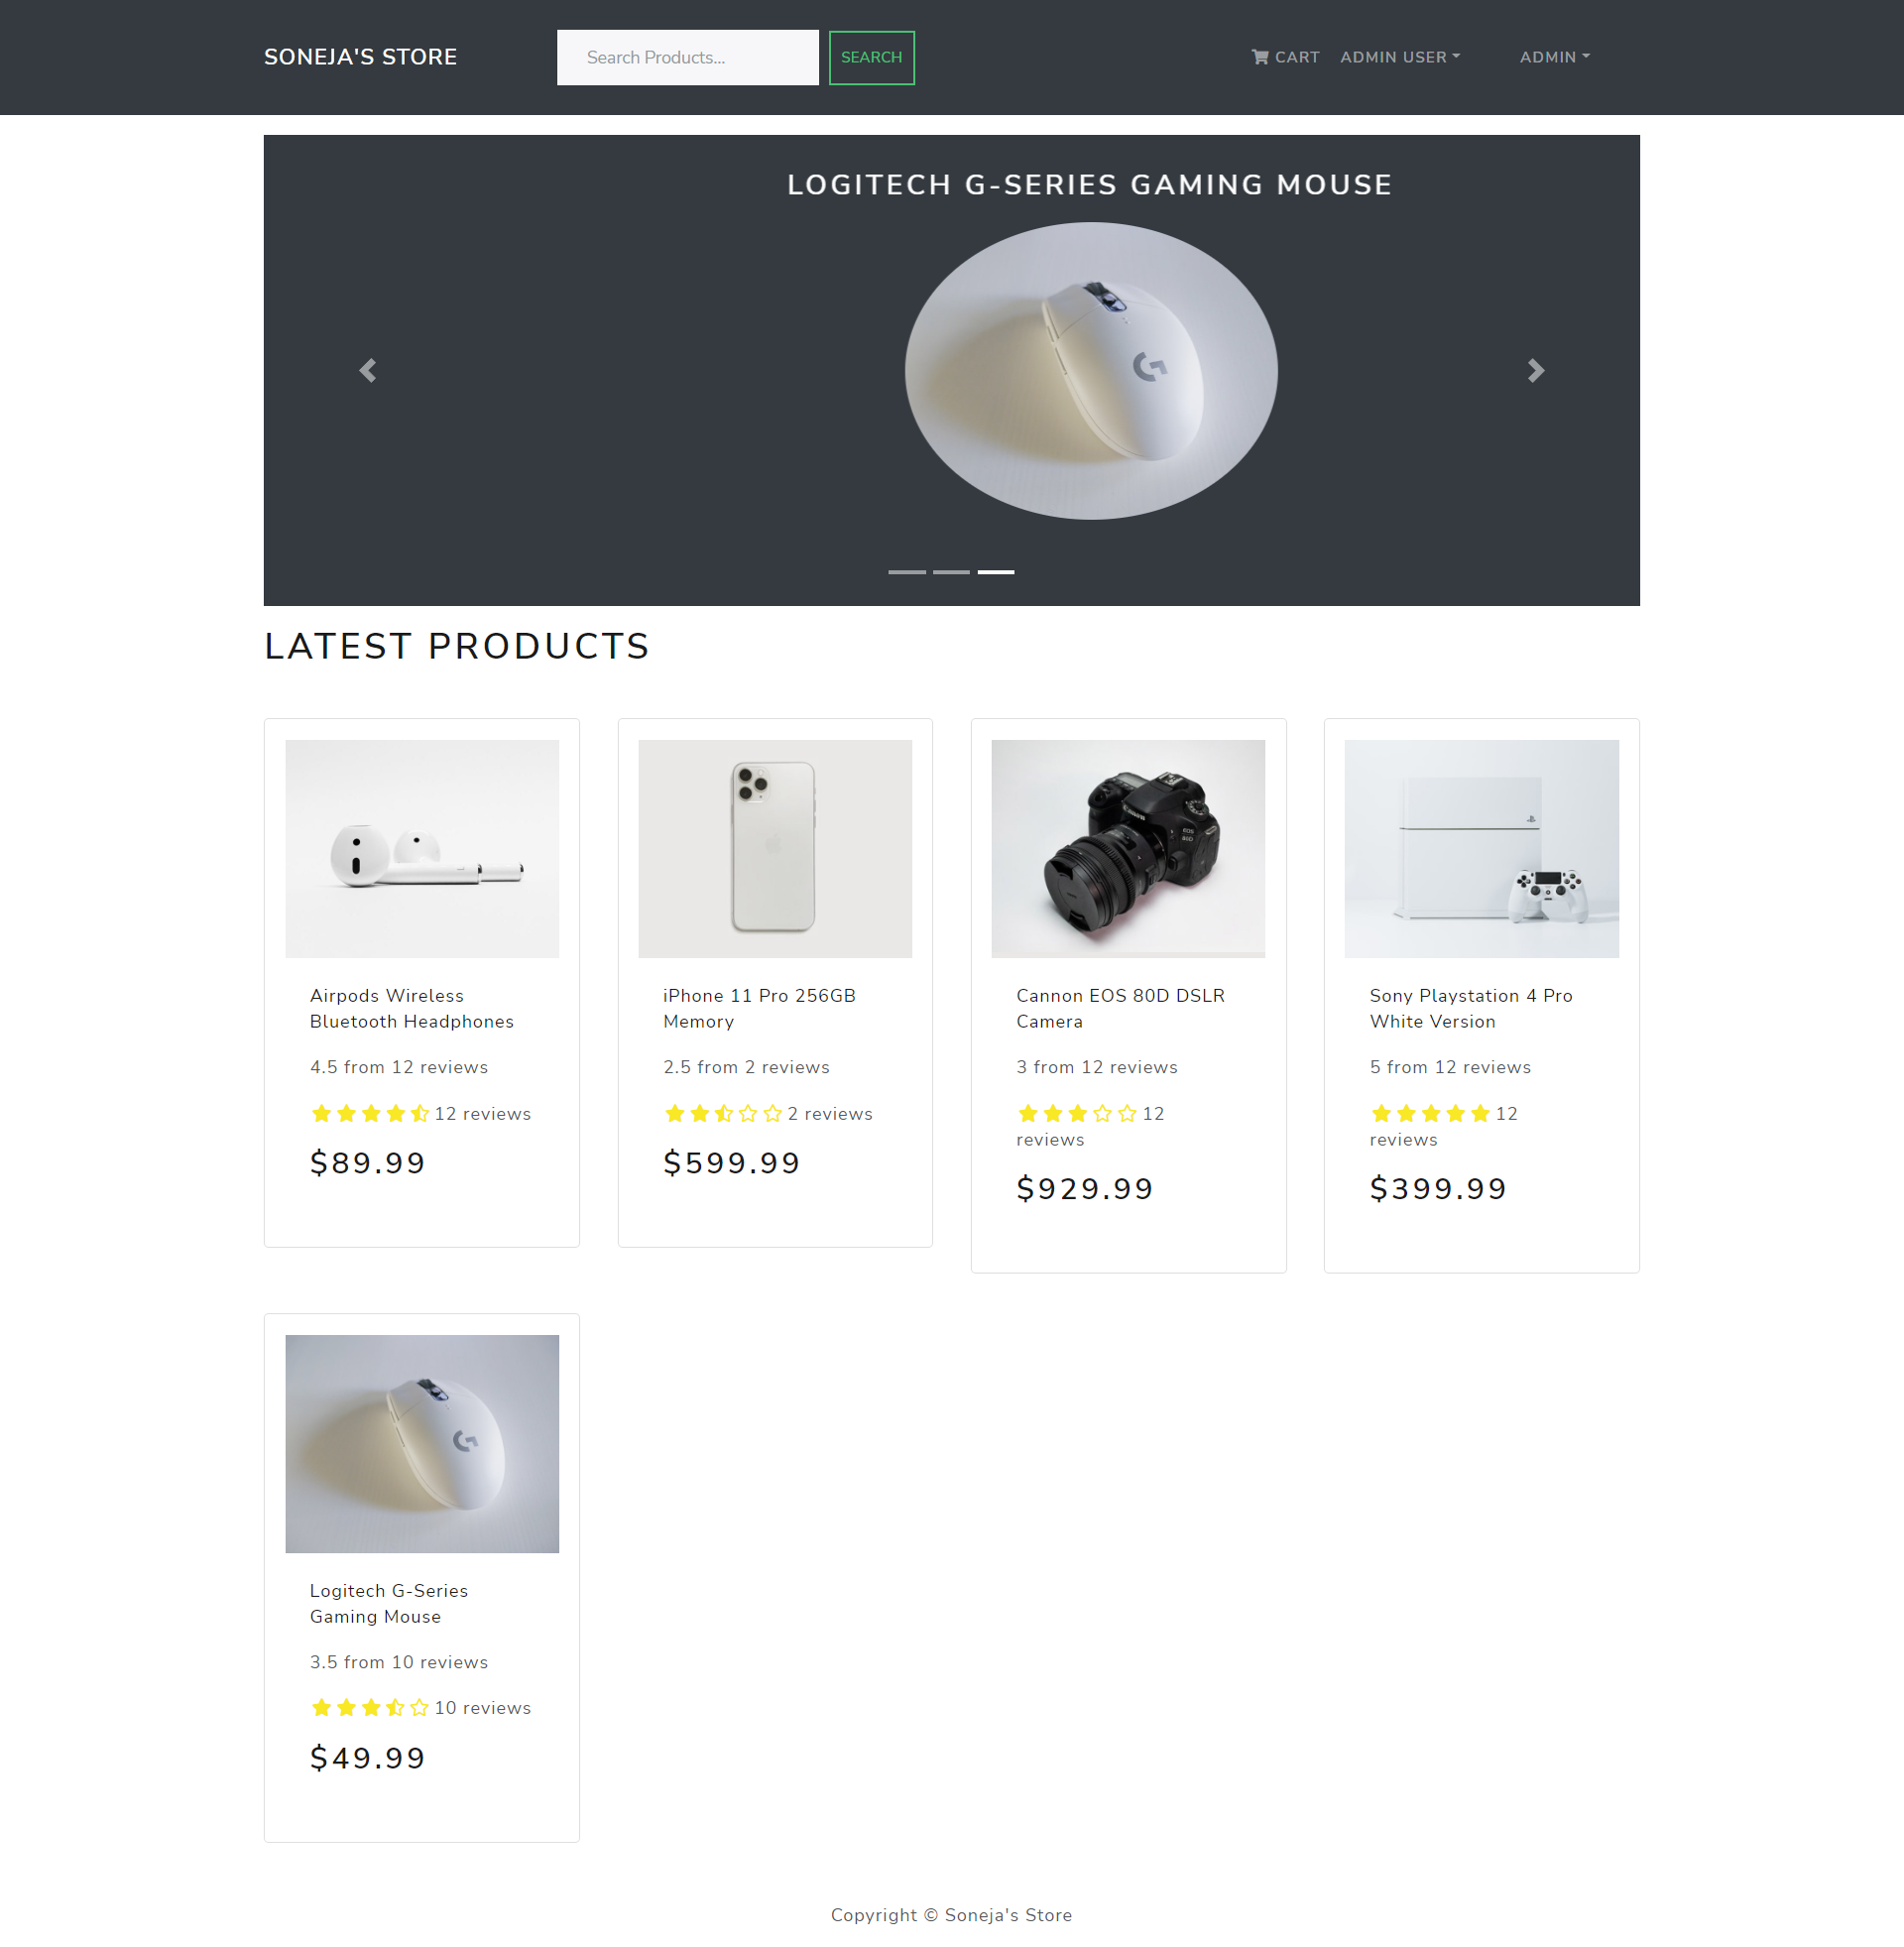 SONEJA'S STORE
Search Products...
SEARCH
CART
ADMIN USER
ADMIN
LOGITECH G-SERIES GAMING MOUSE
LATEST PRODUCTS
Airpods Wireless
Bluetooth Headphones
4.5 from 12 reviews
12 reviews
$89.99
iPhone 11 Pro 256GB
Memory
2.5 from 2 reviews
2 reviews
$599.99
EOS
80D
Cannon EOS 80D DSLR
Camera
3 from 12 reviews
12
reviews
$929.99
Sony Playstation 4 Pro
White Version
5 from 12 reviews
12
reviews
$399.99
Logitech G-Series
Gaming Mouse
3.5 from 10 reviews
10 reviews
$49.99
Copyright © Soneja's Store